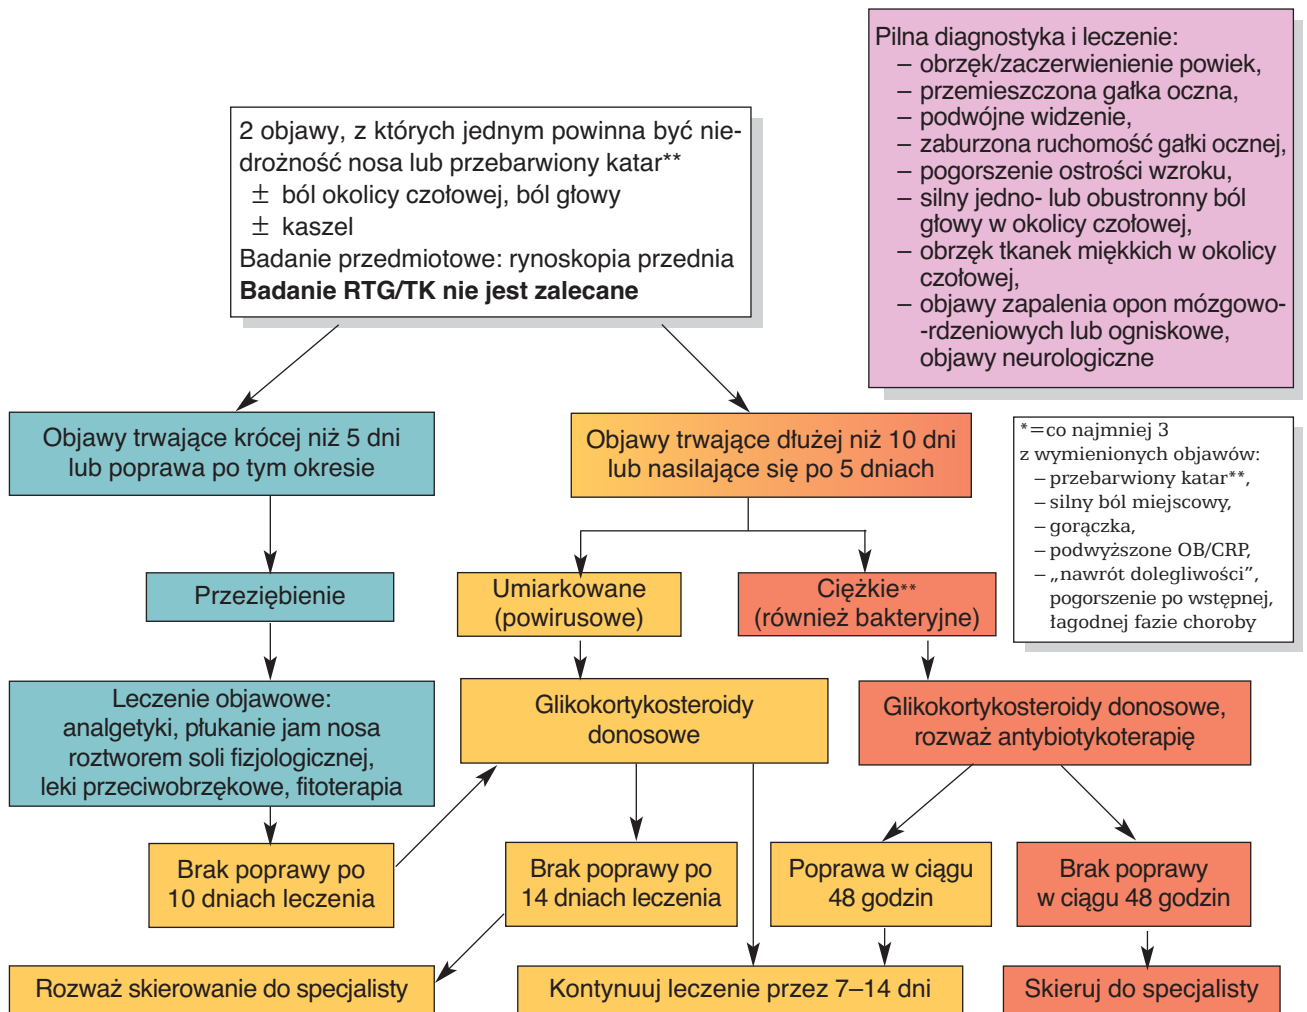 Pilna diagnostyka i leczenie:
– obrzęk/zaczerwienienie powiek,
– przemieszczona gałka oczna,
– podwójne widzenie,
– zaburzona ruchomość gałki ocznej,
– pogorszenie ostrości wzroku,
– silny jedno- lub obustronny ból
głowy w okolicy czołowej,
– obrzęk tkanek miękkich w okolicy
czołowej,
– objawy zapalenia opon mózgowo-
-rdzeniowych lub ogniskowe,
objawy neurologiczne
2 objawy, z których jednym powinna być nie-
drożność nosa lub przebarwiony katar**
± ból okolicy czołowej, ból głowy
± kaszel
Badanie przedmiotowe: rynoskopia przednia
Badanie RTG/TK nie jest zalecane
Objawy trwające krócej niż 5 dni
lub poprawa po tym okresie
Objawy trwające dłużej niż 10 dni
lub nasilające się po 5 dniach
*=co najmniej 3
z wymienionych objawów:
– przebarwiony katar**,
– silny ból miejscowy,
– gorączka,
– podwyższone OB/CRP,
– „nawrót dolegliwości”,
pogorszenie po wstępnej,
łagodnej fazie choroby
Przeziębienie
Umiarkowane
(powirusowe)
Ciężkie**
(również bakteryjne)
Leczenie objawowe:
analgetyki, płukanie jam nosa
roztworem soli fizjologicznej,
leki przeciwobrzękowe, fitoterapia
Glikokortykosteroidy
donosowe
Glikokortykosteroidy donosowe,
rozważ antybiotykoterapię
Brak poprawy po
10 dniach leczenia
Brak poprawy po
14 dniach leczenia
Poprawa w ciągu
48 godzin
Brak poprawy
w ciągu 48 godzin
Rozważ skierowanie do specjalisty
Kontynuuj leczenie przez 7–14 dni
Skieruj do specjalisty